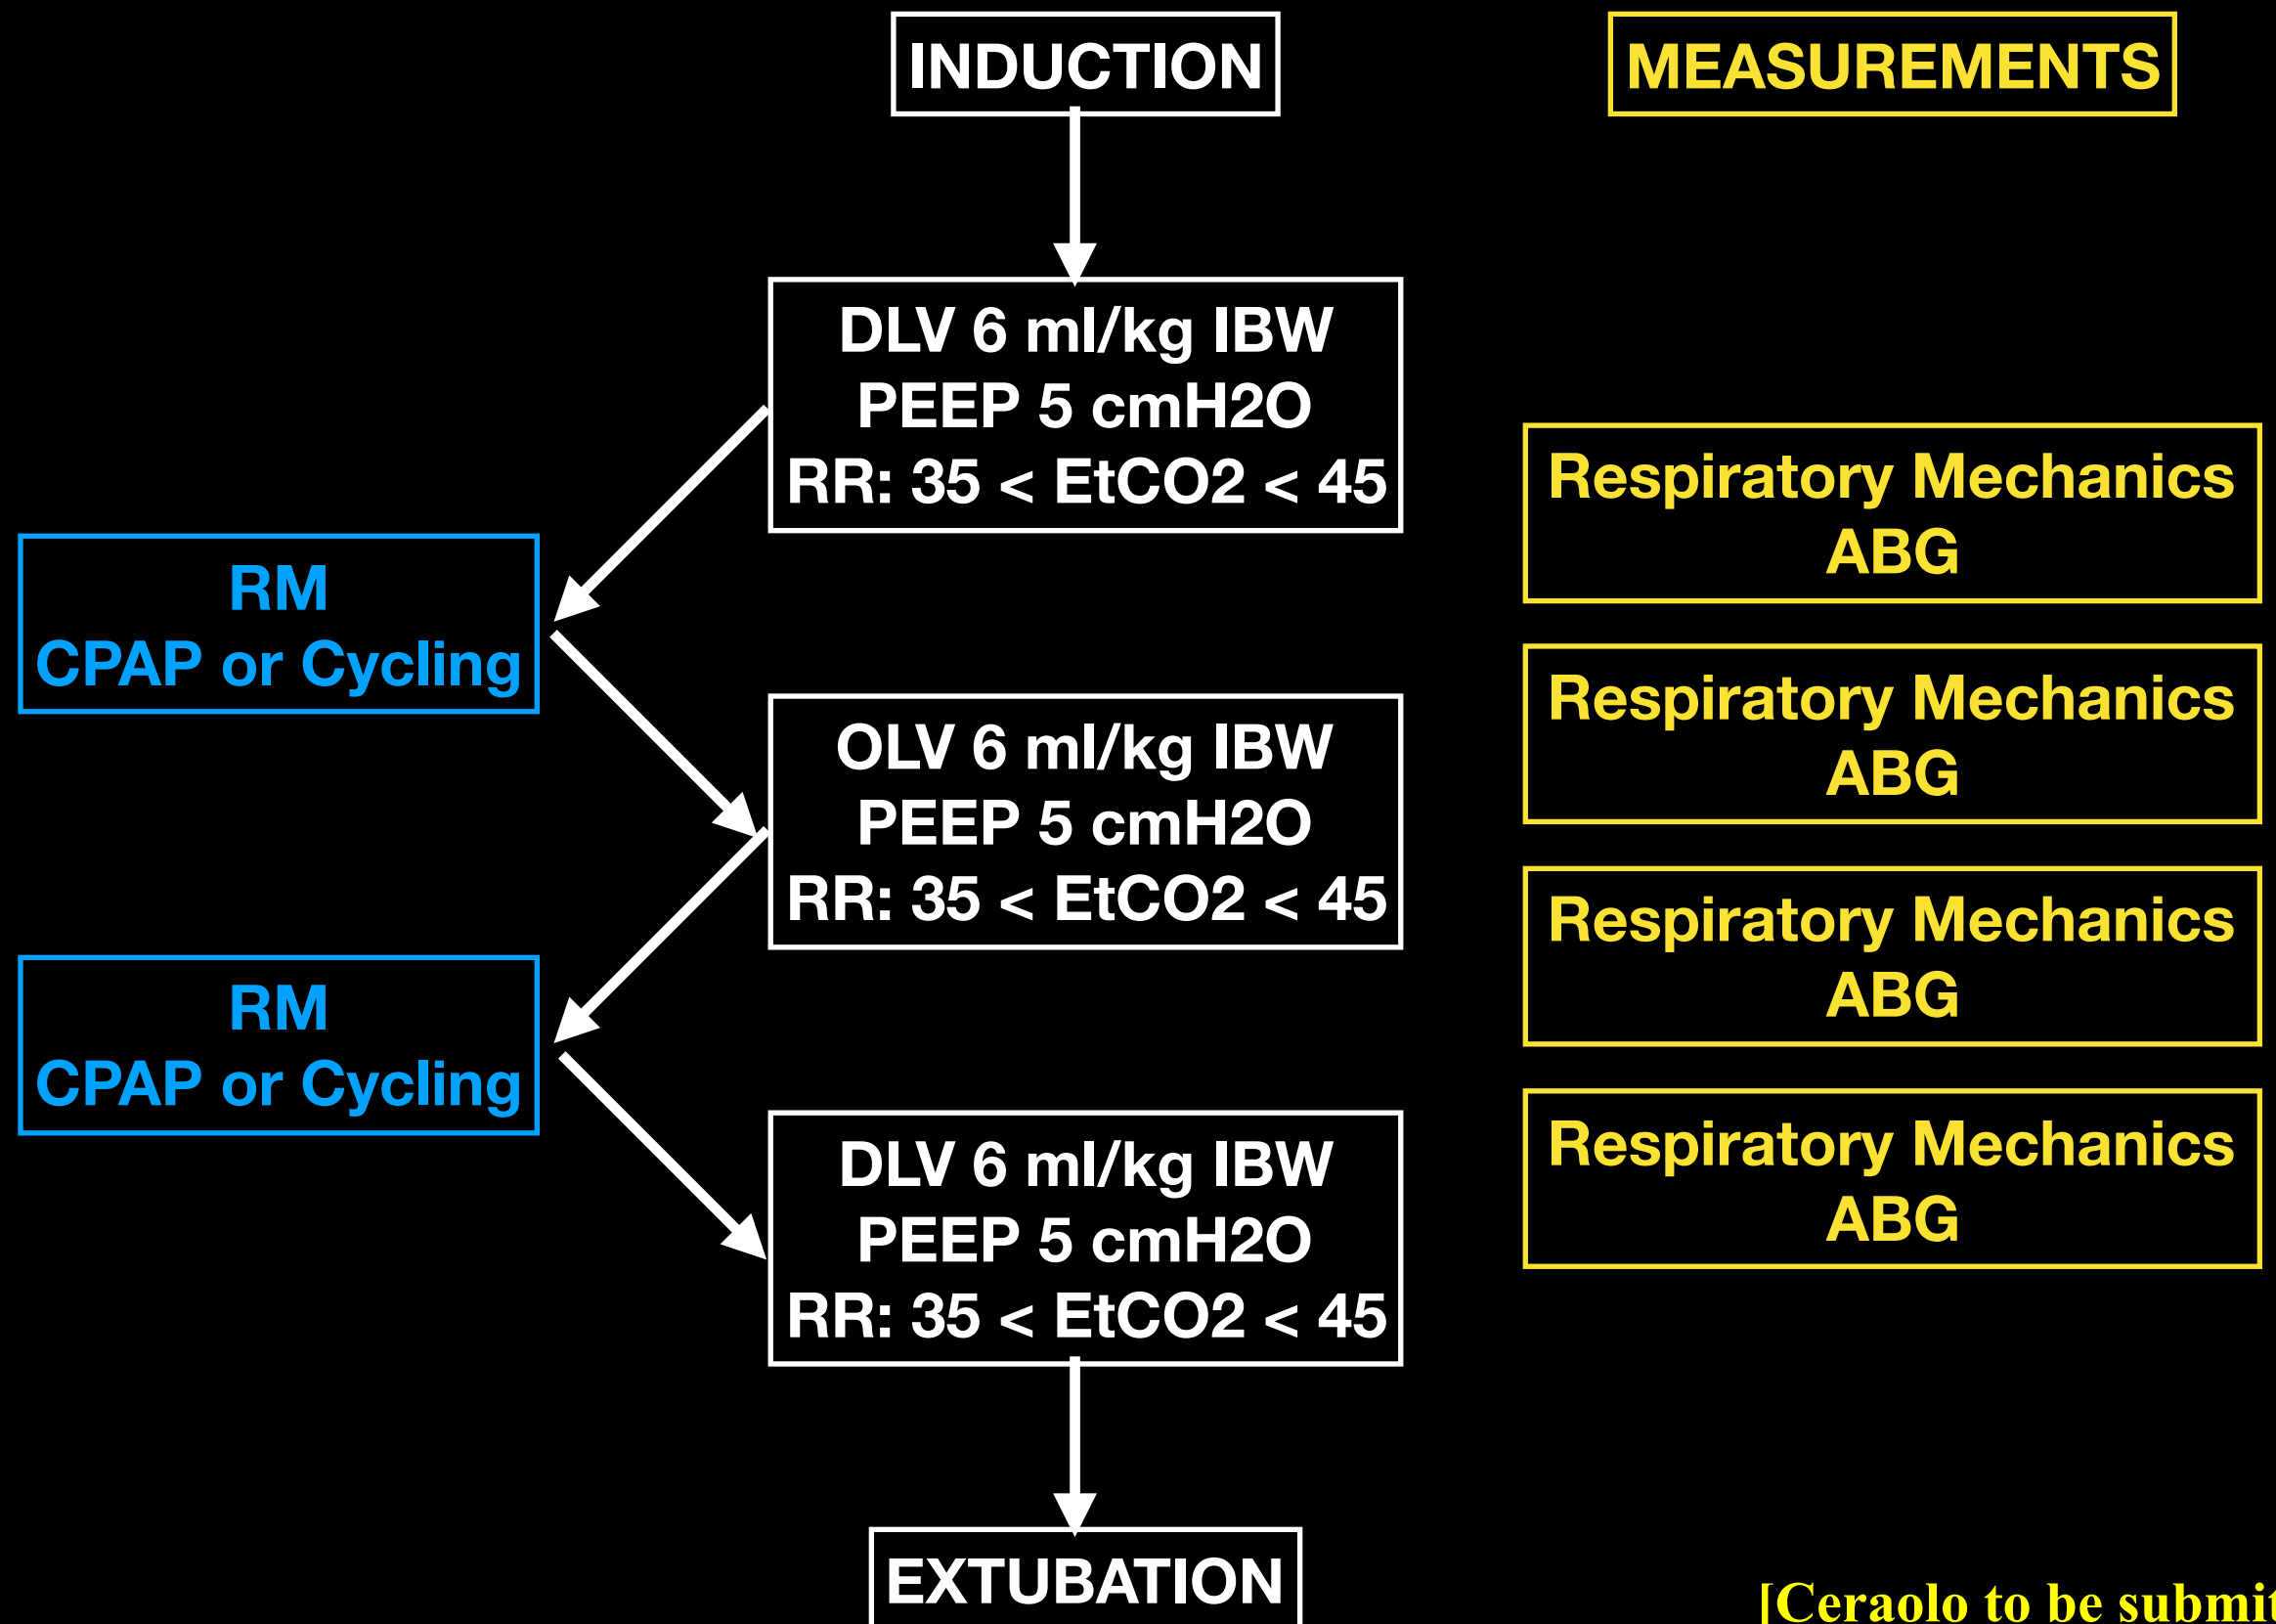 INDUCTION
MEASUREMENTS
DLV 6 ml/kg IBW
PEEP 5 cmH2O
RR: 35 < EtCO2 < 45
Respiratory Mechanics
ABG
RM
CPAP or Cycling
Respiratory Mechanics
ABG
OLV 6 ml/kg IBW
PEEP 5 cmH2O
RR: 35 < EtCO2 < 45
Respiratory Mechanics
ABG
RM
CPAP or Cycling
Respiratory Mechanics
ABG
DLV 6 ml/kg IBW
PEEP 5 cmH2O
RR: 35 < EtCO2 < 45
EXTUBATION
[Ceraolo to be submit